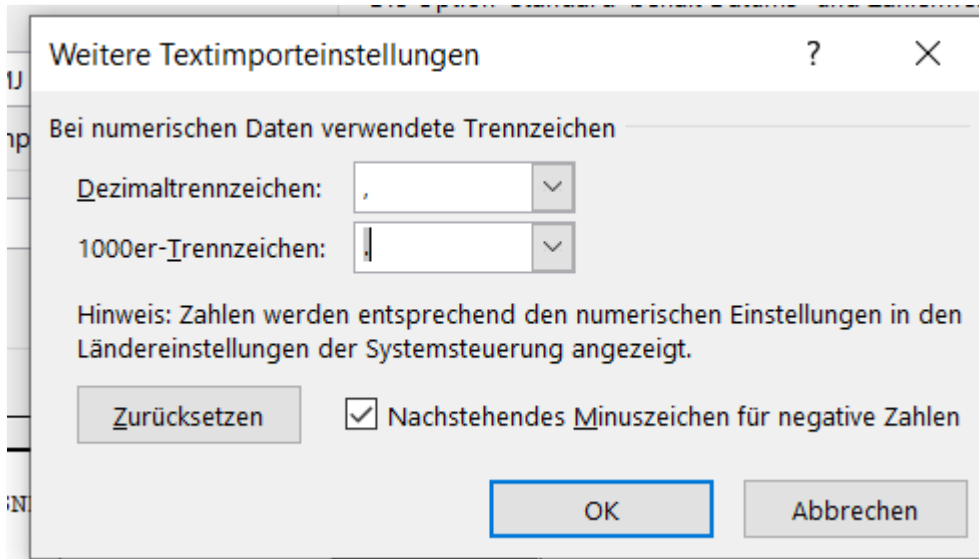 Weitere Textimporteinstellungen ?
MJ
Bei numerischen Daten verwendete Trennzeichen
Dezimaltrennzeichen: ,
1000er-Trennzeichen: .
Hinweis: Zahlen werden entsprechend den numerischen Einstellungen in den
Ländereinstellungen der Systemsteuerung angezeigt.
Zurücksetzen Nachstehendes Minuszeichen für negative Zahlen
OK Abbrechen